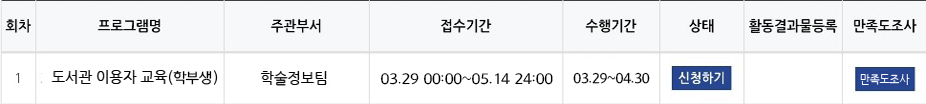 회차 프로그램명 주관부서 접수기간 수행기간 상태 활동결과물등록 만족도조사
1 도서관 이용자 교육(학부생) 학술정보팀 03.29 00:00~05.14 24:00 03.29~04.30 신청하기 만족도조사